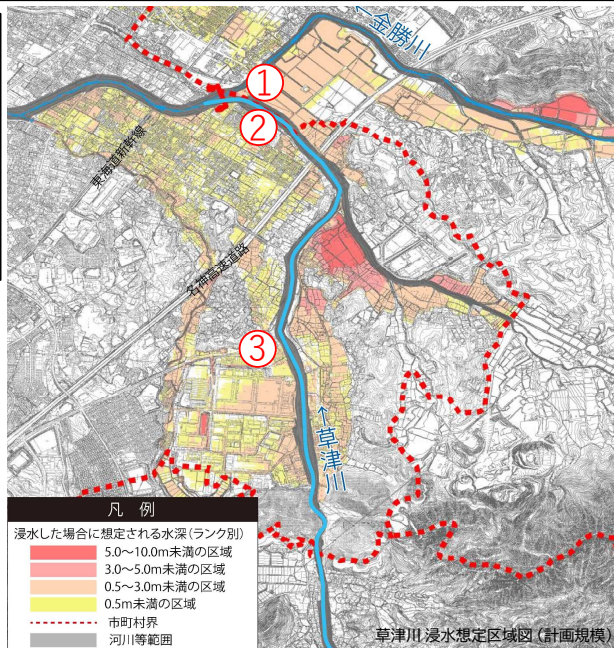 ←金勝川
①
②
東海道新幹線
名神高速道路
③
←草津川
凡 例
浸水した場合に想定される水深(ランク別)
5.0～10.0m未満の区域
3.0～5.0m未満の区域
0.5～3.0m未満の区域
0.5m未満の区域
市町村界
河川等範囲
草津川 浸水想定区域図 (計画規模)